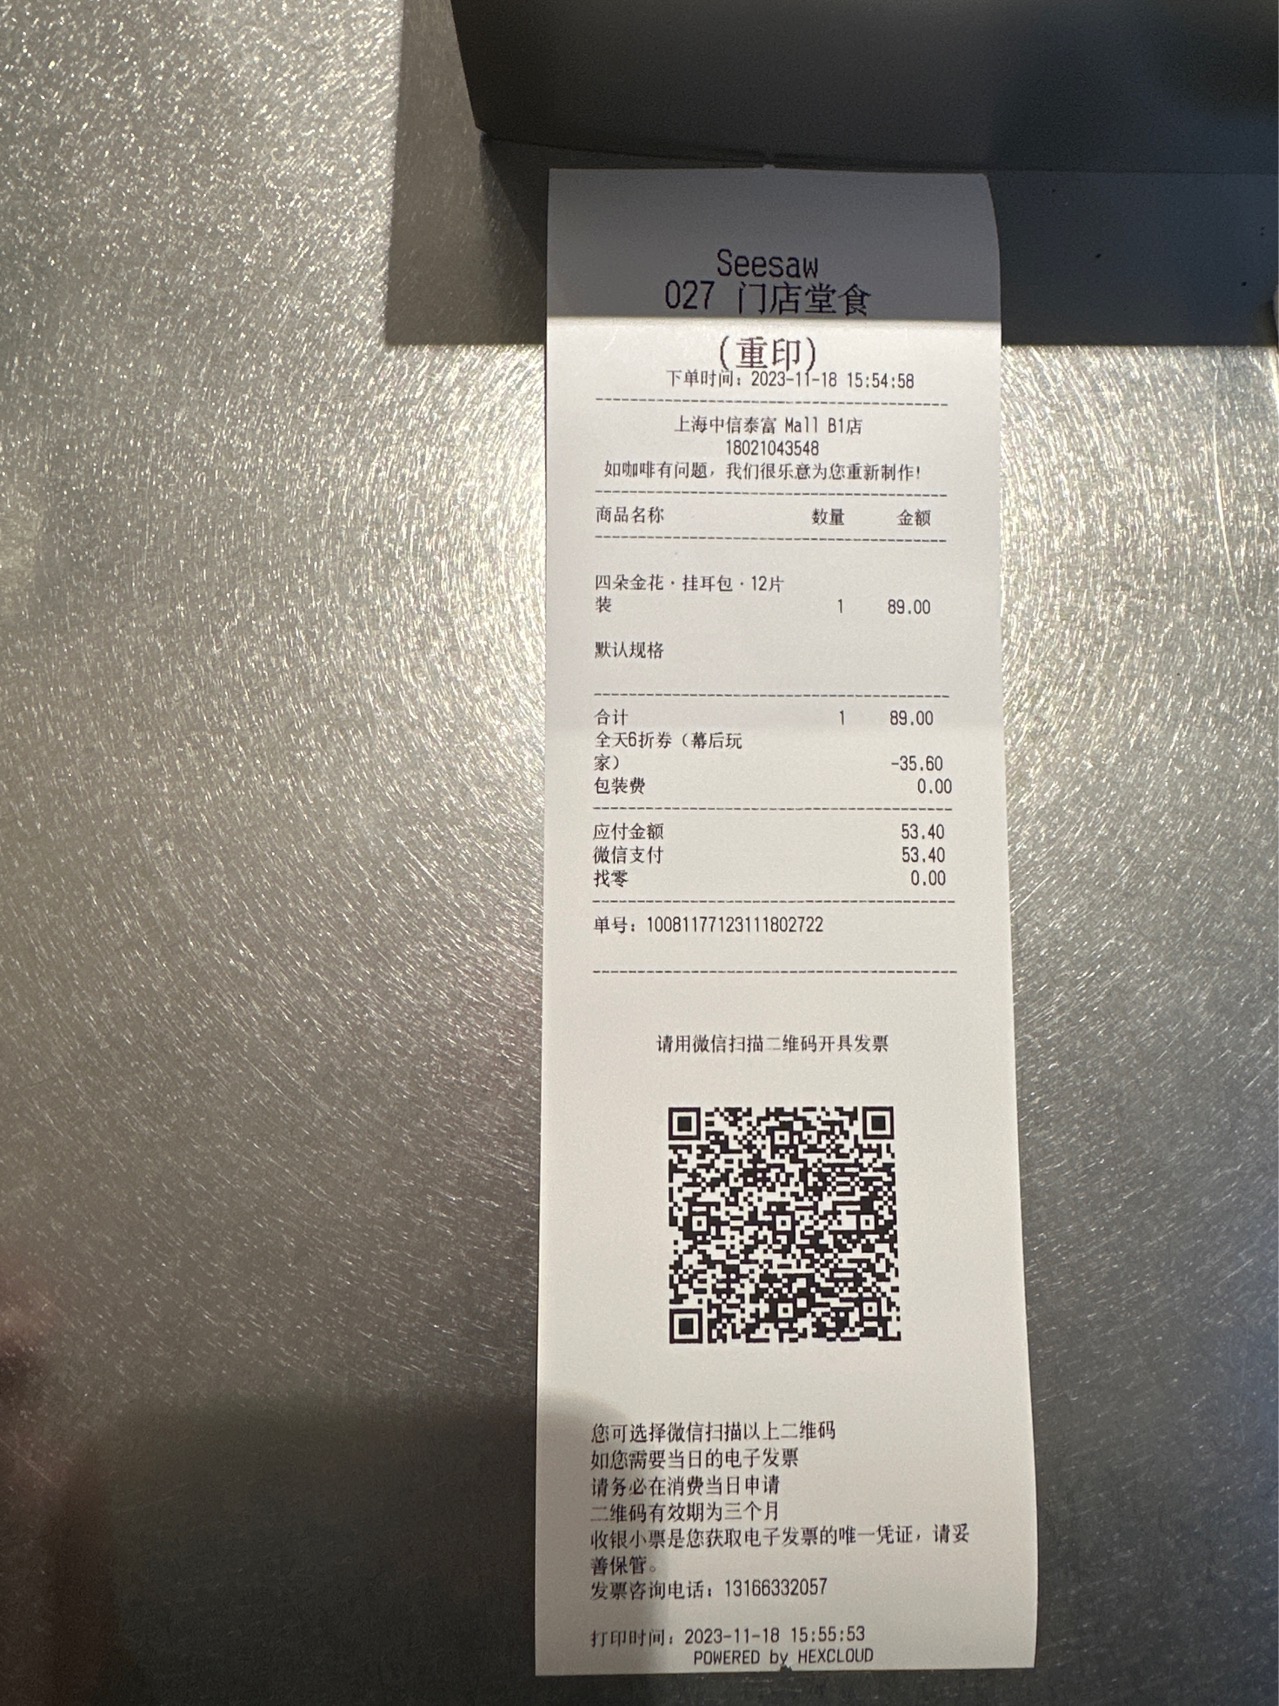 Seesaw
027 门店堂食
(重印)
下单时间：2023-11-18 15:54:58
上海中信泰富 Mall B1店
18021043548
如咖啡有问题，我们很乐意为您重新制作!
商品名称 数量 金额
四朵金花·挂耳包·12片
装 1 89.00
默认规格
合计 1 89.00
全天6折券（幕后玩
家） -35.60
包装费 0.00
应付金额 53.40
微信支付 53.40
找零 0.00
单号：10081177123111802722
请用微信扫描二维码开具发票
您可选择微信扫描以上二维码
如您需要当日的电子发票
请务必在消费当日申请
二维码有效期为三个月
收银小票是您获取电子发票的唯一凭证，请妥
善保管。
发票咨询电话：13166332057
打印时间：2023-11-18 15:55:53
POWERED by HEXCLOUD